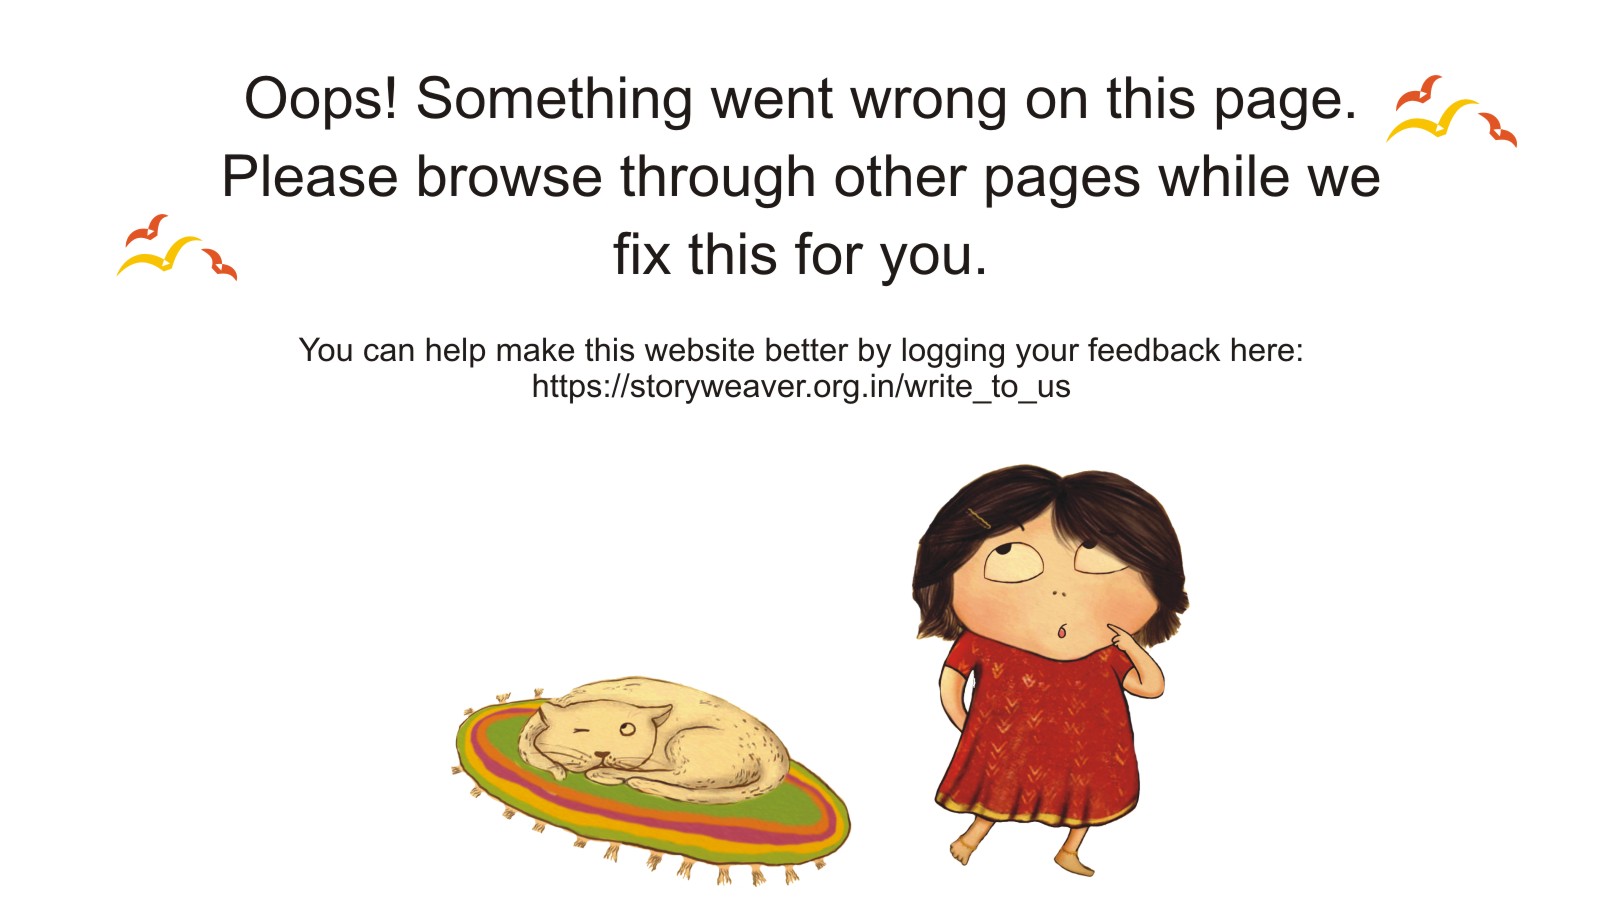 Oops! Something went wrong on this page.
Please browse through other pages while we
fix this for you.
You can help make this website better by logging your feedback here:
https://storyweaver.org.in/write_to_us